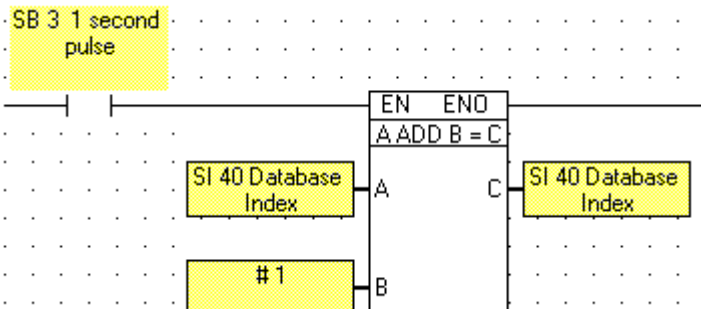 SB 3 1 second
pulse
EN ENO
A ADD B = C
SI 40 Database
Index
A
C
SI 40 Database
Index
# 1
B